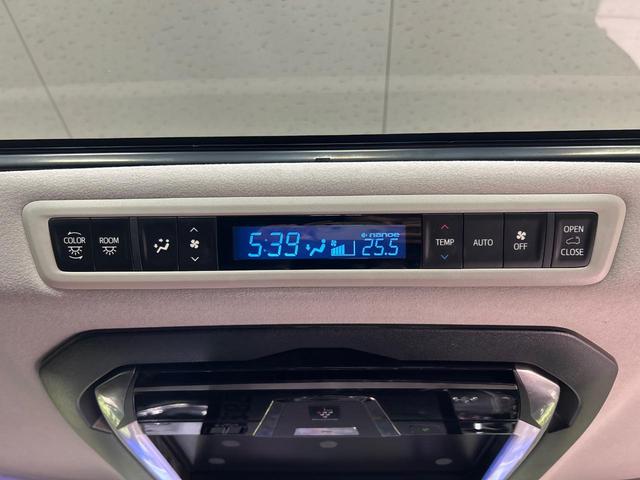 COLOR
ROOM
5:39
nanoe
25.5
TEMP
AUTO
OFF
OPEN
CLOSE